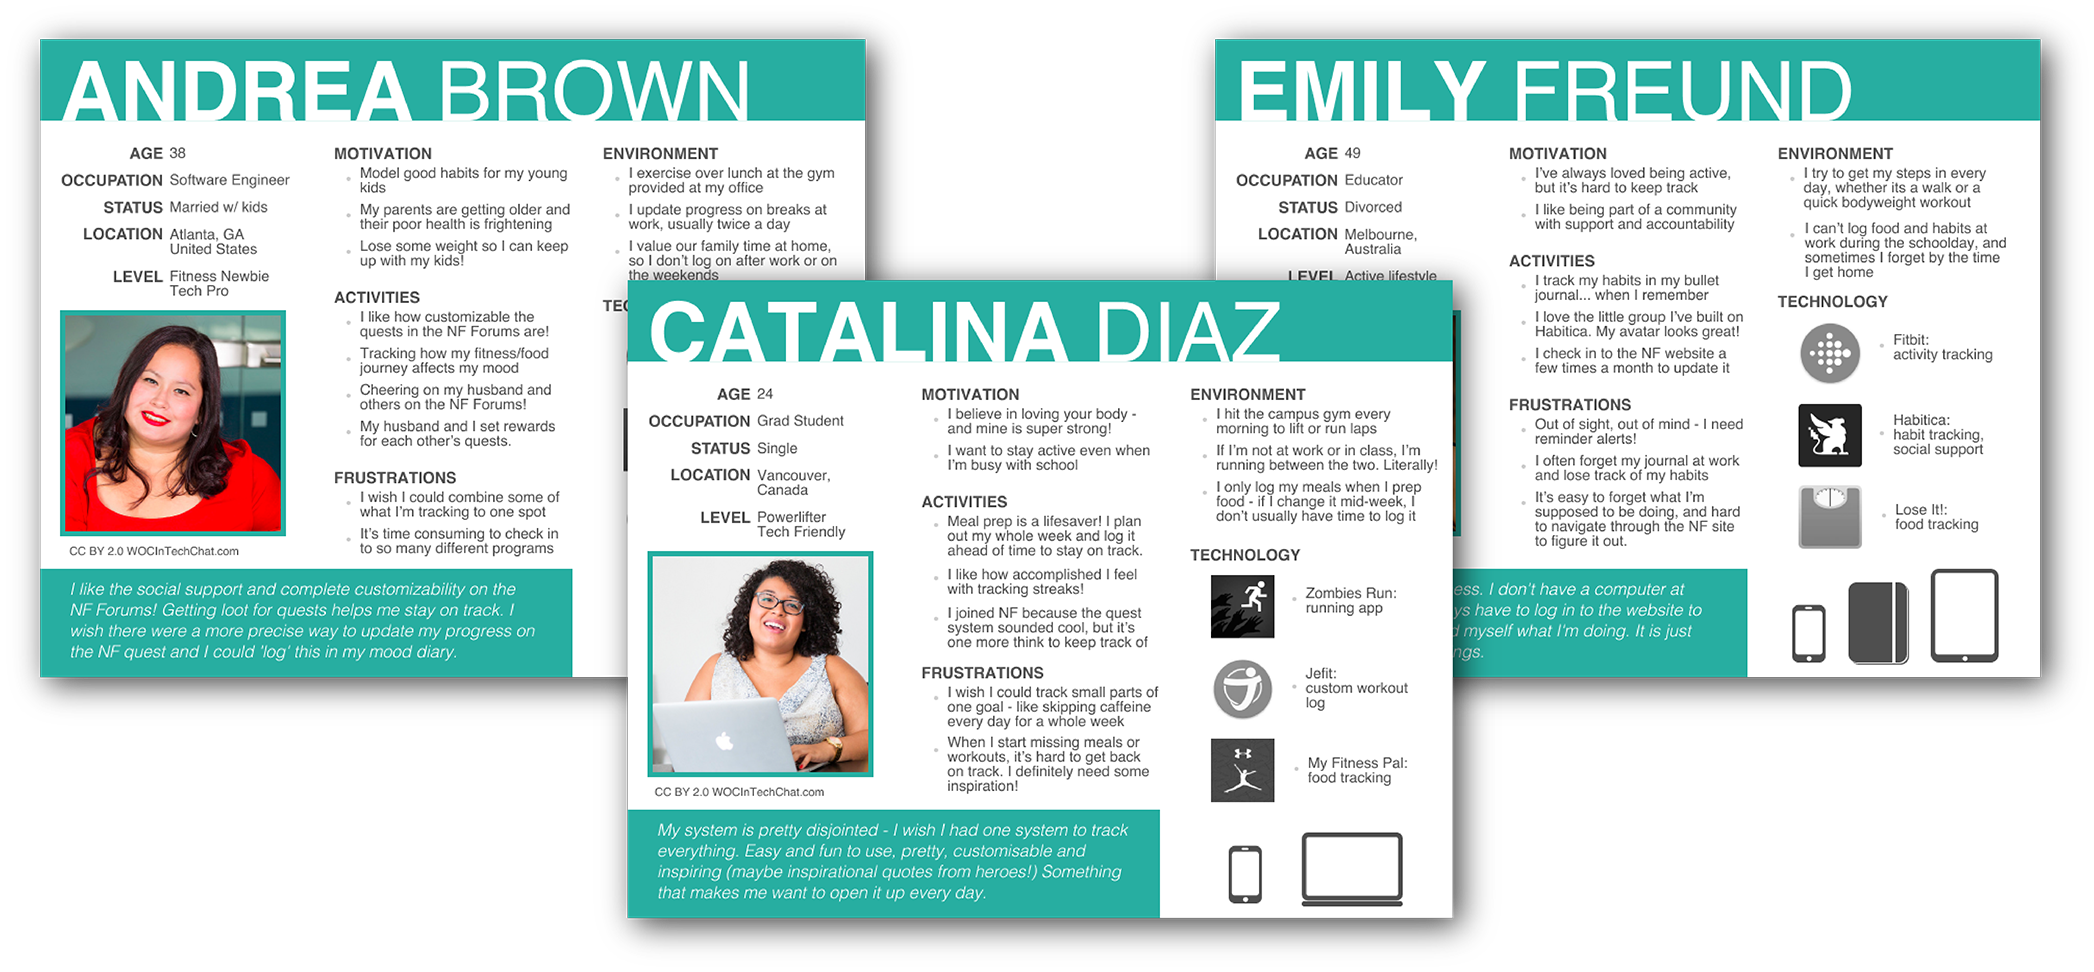 ANDREA BROWN
AGE 38
OCCUPATION Software Engineer
STATUS Married w/ kids
LOCATION Atlanta, GA
United States
LEVEL Fitness Newbie
Tech Pro
CC BY 2.0 WOCInTechChat.com
MOTIVATION
Model good habits for my young
kids
My parents are getting older and
their poor health is frightening
Lose some weight so I can keep
up with my kids!
ACTIVITIES
I like how customizable the
quests in the NF Forums are!
Tracking how my fitness/food
journey affects my mood
Cheering on my husband and
others on the NF Forums!
My husband and I set rewards
for each other's quests.
FRUSTRATIONS
I wish I could combine some of
what I'm tracking to one spot
It's time consuming to check in
to so many different programs
ENVIRONMENT
I exercise over lunch at the gym
provided at my office
I update progress on breaks at
work, usually twice a day
I value our family time at home,
so I don't log on after work or on
the weekends
I like the social support and complete customizability on the
NF Forums! Getting loot for quests helps me stay on track. I
wish there were a more precise way to update my progress on
the NF quest and I could 'log' this in my mood diary.
CATALINA DIAZ
AGE 24
OCCUPATION Grad Student
STATUS Single
LOCATION Vancouver,
Canada
LEVEL Powerlifter
Tech Friendly
CC BY 2.0 WOCInTechChat.com
MOTIVATION
I believe in loving your body -
and mine is super strong!
I want to stay active even when
I'm busy with school
ACTIVITIES
Meal prep is a lifesaver! I plan
out my whole week and log it
ahead of time to stay on track.
I like how accomplished I feel
with tracking streaks!
I joined NF because the quest
system sounded cool, but it's
one more think to keep track of
FRUSTRATIONS
I wish I could track small parts of
one goal - like skipping caffeine
every day for a whole week
When I start missing meals or
workouts, it's hard to get back
on track. I definitely need some
inspiration!
ENVIRONMENT
I hit the campus gym every
morning to lift or run laps
If I'm not at work or in class, I'm
running between the two. Literally!
I only log my meals when I prep
food - if I change it mid-week, I
don't usually have time to log it
TECHNOLOGY
Zombies Run:
running app
Jefit:
custom workout
log
My Fitness Pal:
food tracking
My system is pretty disjointed - I wish I had one system to track
everything. Easy and fun to use, pretty, customisable and
inspiring (maybe inspirational quotes from heroes!) Something
that makes me want to open it up every day.
EMILY FREUND
AGE 49
OCCUPATION Educator
STATUS Divorced
LOCATION Melbourne,
Australia
LEVEL Active lifestyle
MOTIVATION
I've always loved being active,
but it's hard to keep track
I like being part of a community
with support and accountability
ACTIVITIES
I track my habits in my bullet
journal... when I remember
I love the little group I've built on
Habitica. My avatar looks great!
I check in to the NF website a
few times a month to update it
FRUSTRATIONS
Out of sight, out of mind - I need
reminder alerts!
I often forget my journal at work
and lose track of my habits
It's easy to forget what I'm
supposed to be doing, and hard
to navigate through the NF site
to figure it out.
ENVIRONMENT
I try to get my steps in every
day, whether its a walk or a
quick bodyweight workout
I can't log food and habits at
work during the schoolday, and
sometimes I forget by the time
I get home
TECHNOLOGY
Fitbit:
activity tracking
Habitica:
habit tracking,
social support
Lose It!:
food tracking
I don't have a computer at
have to log in to the website to
myself what I'm doing. It is just